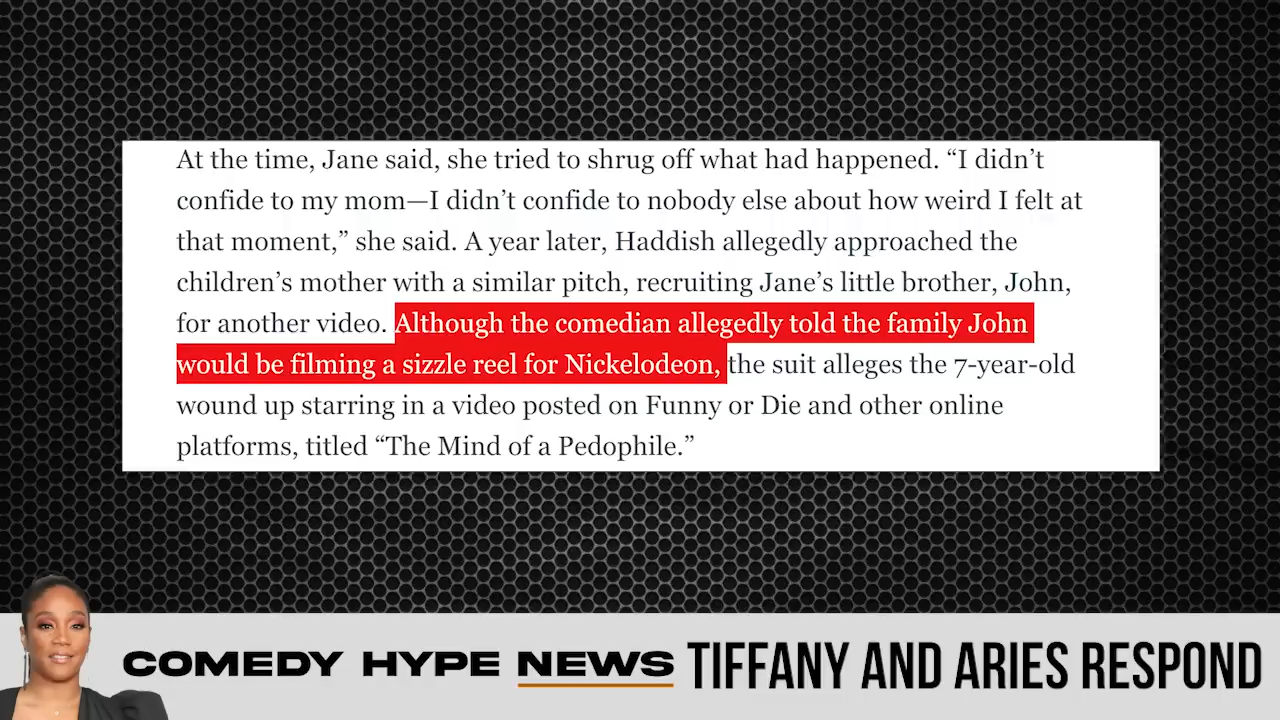 At the time, Jane said, she tried to shrug off what had happened. “I didn’t
confide to my mom—I didn’t confide to nobody else about how weird I felt at
that moment,” she said. A year later, Haddish allegedly approached the
children’s mother with a similar pitch, recruiting Jane’s little brother, John,
for another video. Although the comedian allegedly told the family John
would be filming a sizzle reel for Nickelodeon, the suit alleges the 7-year-old
wound up starring in a video posted on Funny or Die and other online
platforms, titled “The Mind of a Pedophile.”
COMEDY HYPE NEWS TIFFANY AND ARIES RESPOND